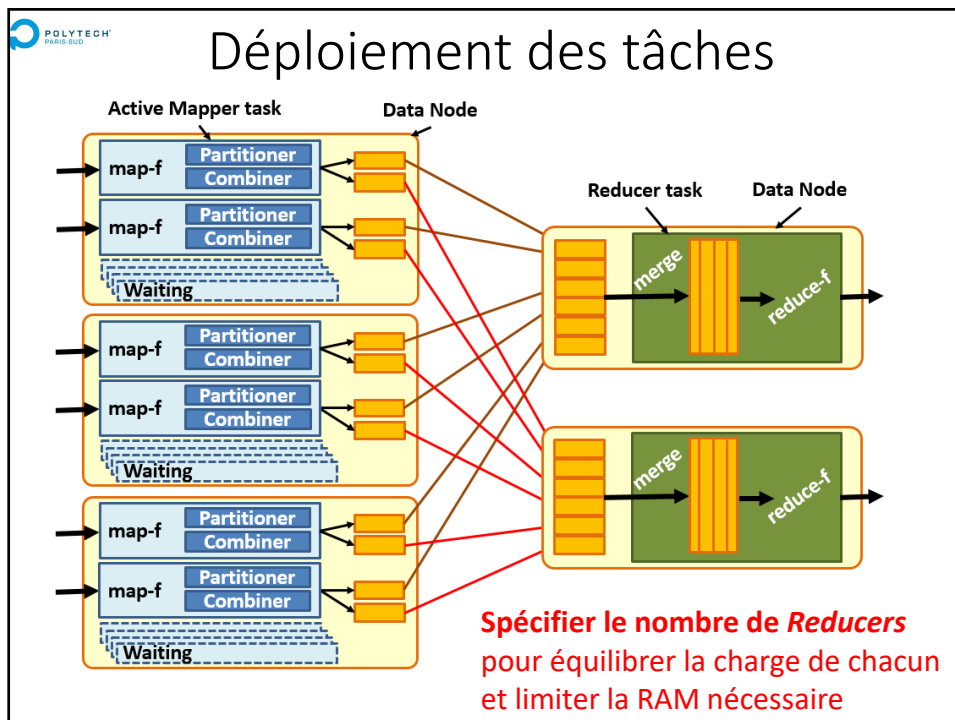 POLYTECH'
PARIS-SUD
Déploiement des tâches
Active Mapper task
Data Node
map-f
Partitioner
Combiner
map-f
Partitioner
Combiner
Waiting
map-f
Partitioner
Combiner
map-f
Partitioner
Combiner
Waiting
map-f
Partitioner
Combiner
map-f
Partitioner
Combiner
Waiting
Reducer task
Data Node
merge
reduce-f
merge
reduce-f
Spécifier le nombre de Reducers
pour équilibrer la charge de chacun
et limiter la RAM nécessaire